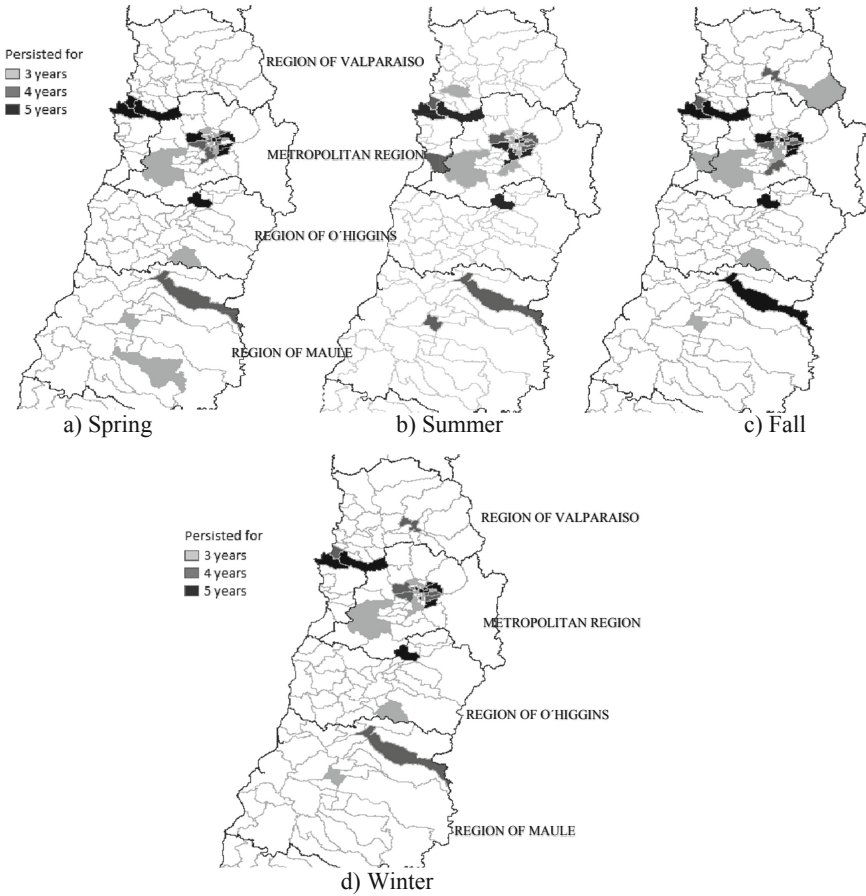 Persisted for
3 years
4 years
5 years
REGION OF VALPARAISO
METROPOLITAN REGION
REGION OF O´HIGGINS
REGION OF MAULE
a) Spring
b) Summer
c) Fall
Persisted for
3 years
4 years
5 years
REGION OF VALPARAISO
METROPOLITAN REGION
REGION OF O´HIGGINS
REGION OF MAULE
d) Winter